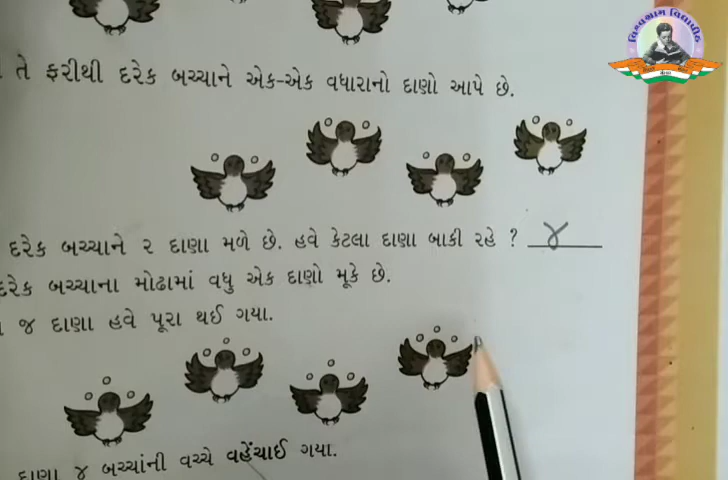 વિશ્વગ્રામ વિદ્યાપીઠ
તે ફરીથી દરેક બચ્ચાને એક-એક વધારાનો દાણો આપે છે.
દરેક બચ્ચાને ૨ દાણા મળે છે. હવે કેટલા દાણા બાકી રહે ? ૪
દરેક બચ્ચાના મોઢામાં વધુ એક દાણો મૂકે છે.
જ દાણા હવે પૂરા થઈ ગયા.
દાણા ૪ બચ્ચાંની વચ્ચે વહેંચાઈ ગયા.